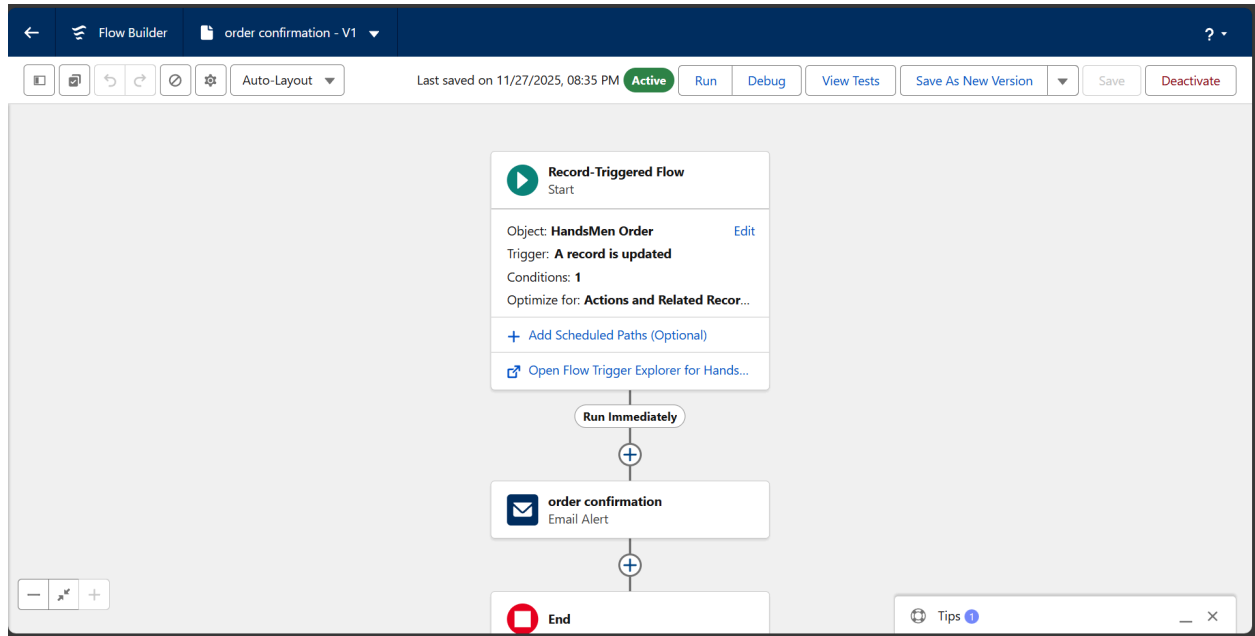 Flow Builder
order confirmation - V1
? 
Auto-Layout
Last saved on 11/27/2025, 08:35 PM
Active
Run
Debug
View Tests
Save As New Version
Save
Deactivate
Record-Triggered Flow
Start
Object: HandsMen Order
Edit
Trigger: A record is updated
Conditions: 1
Optimize for: Actions and Related Recor...
Add Scheduled Paths (Optional)
Open Flow Trigger Explorer for Hands...
Run Immediately
order confirmation
Email Alert
End
Tips 1